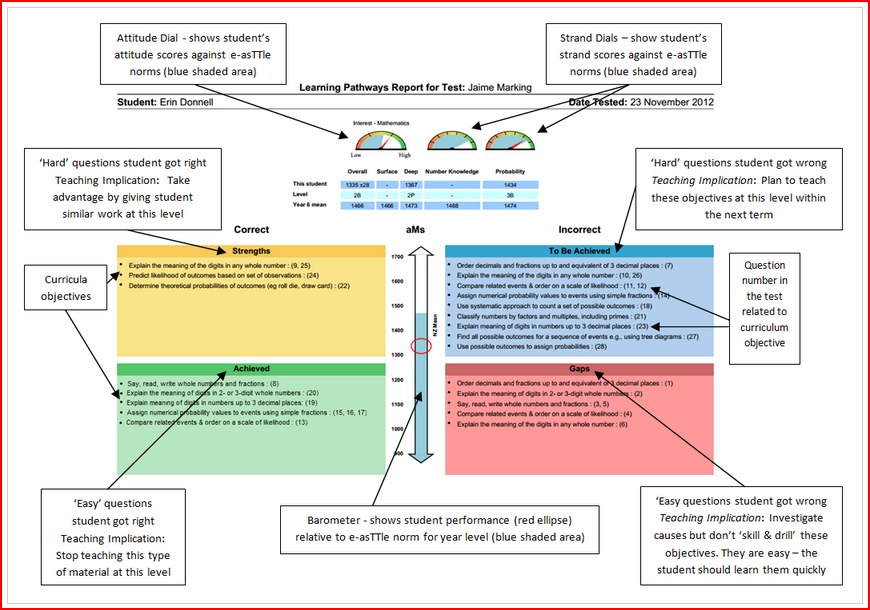 Attitude Dial - shows student's
attitude scores against e-asTTle
norms (blue shaded area)
Strand Dials – show student's
strand scores against e-asTTle
norms (blue shaded area)
Learning Pathways Report for Test: Jaime Marking
Student: Erin Donnell
Date Tested: 23 November 2012
Interest - Mathematics
Low High
Overall Surface Deep Number Knowledge Probability
This student 1335 ±28 - 1367 - 1434
Level 2B - 2P - 3B
Year 6 mean 1466 1466 1473 1468 1474
'Hard' questions student got right
Teaching Implication: Take
advantage by giving student
similar work at this level
'Hard' questions student got wrong
Teaching Implication: Plan to teach
these objectives at this level within
the next term
Correct
aMs
Incorrect
Strengths
• Explain the meaning of the digits in any whole number : (9, 25)
• Predict likelihood of outcomes based on set of observations : (24)
• Determine theoretical probabilities of outcomes (eg roll die, draw card) : (22)
Curricula
objectives
1700
1600
1500
1400
1300
1200
1100
1000
900
NZ Mean
To Be Achieved
• Order decimals and fractions up to and equivalent of 3 decimal places : (7)
• Explain the meaning of the digits in any whole number : (10, 26)
• Compare related events & order on a scale of likelihood : (11, 12)
• Assign numerical probability values to events using simple fractions : (14)
• Use systematic approach to count a set of possible outcomes : (18)
• Classify numbers by factors and multiples, including primes : (21)
• Explain meaning of digits in numbers up to 3 decimal places : (23)
• Find all possible outcomes for a sequence of events e.g., using tree diagrams : (27)
• Use possible outcomes to assign probabilities : (28)
Question
number in
the test
related to
curriculum
objective
Achieved
• Say, read, write whole numbers and fractions : (8)
• Explain the meaning of digits in 2- or 3-digit whole numbers : (20)
• Explain meaning of digits in numbers up to 3 decimal places : (19)
• Assign numerical probability values to events using simple fractions : (15, 16, 17)
• Compare related events & order on a scale of likelihood : (13)
Gaps
• Order decimals and fractions up to and equivalent of 3 decimal places : (1)
• Explain the meaning of digits in 2- or 3-digit whole numbers : (2)
• Say, read, write whole numbers and fractions : (3, 5)
• Compare related events & order on a scale of likelihood : (4)
• Explain the meaning of the digits in any whole number : (6)
'Easy' questions
student got right
Teaching Implication:
Stop teaching this type
of material at this level
Barometer - shows student performance (red ellipse)
relative to e-asTTle norm for year level (blue shaded area)
'Easy questions student got wrong
Teaching Implication: Investigate
causes but don't 'skill & drill' these
objectives. They are easy – the
student should learn them quickly